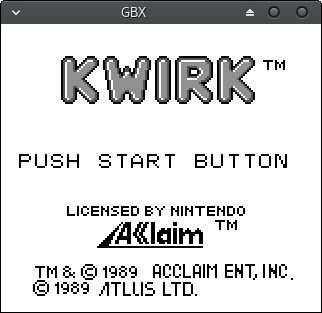 GBX
KWIRK™
PUSH START BUTTON
LICENSED BY NINTENDO
Acclaim™
TM & © 1989 ACCLAIM ENT, INC.
© 1989 ATLUS LTD.